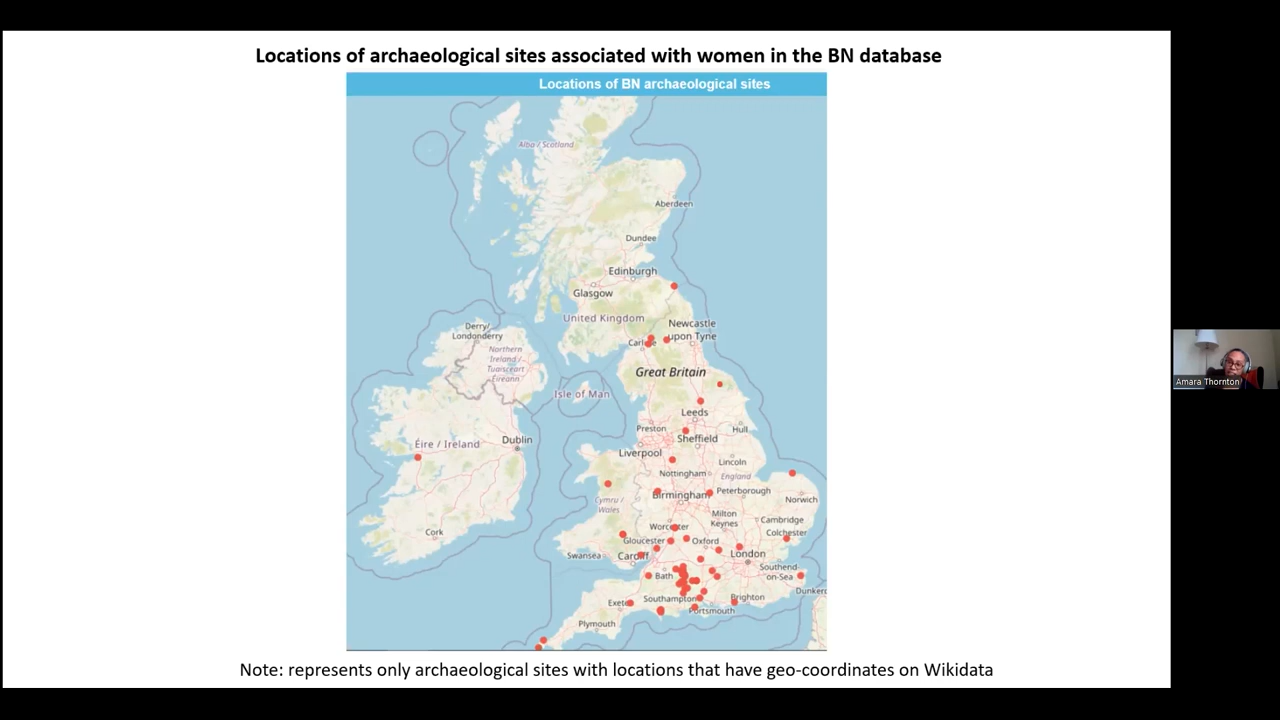 Locations of archaeological sites associated with women in the BN database
Locations of BN archaeological sites
Alba / Scotland
Aberdeen
Dundee
Edinburgh
Glasgow
United Kingdom
Newcastle
upon Tyne
Derry/
Londonderry
Northern
Ireland /
Tuaisceart
Éireann
Great Britain
Isle of Man
Leeds
Preston
Hull
Éire / Ireland
Dublin
Sheffield
Liverpool
Lincoln
Nottingham
England
Cymru /
Wales
Birmingham
Peterborough
Norwich
Milton
Keynes
Cambridge
Worcester
Colchester
Cork
Gloucester
Oxford
Swansea
Cardiff
London
Bath
Southend
-on-Sea
Southampton
Brighton
Portsmouth
Plymouth
Note: represents only archaeological sites with locations that have geo-coordinates on Wikidata
Amara Thornton